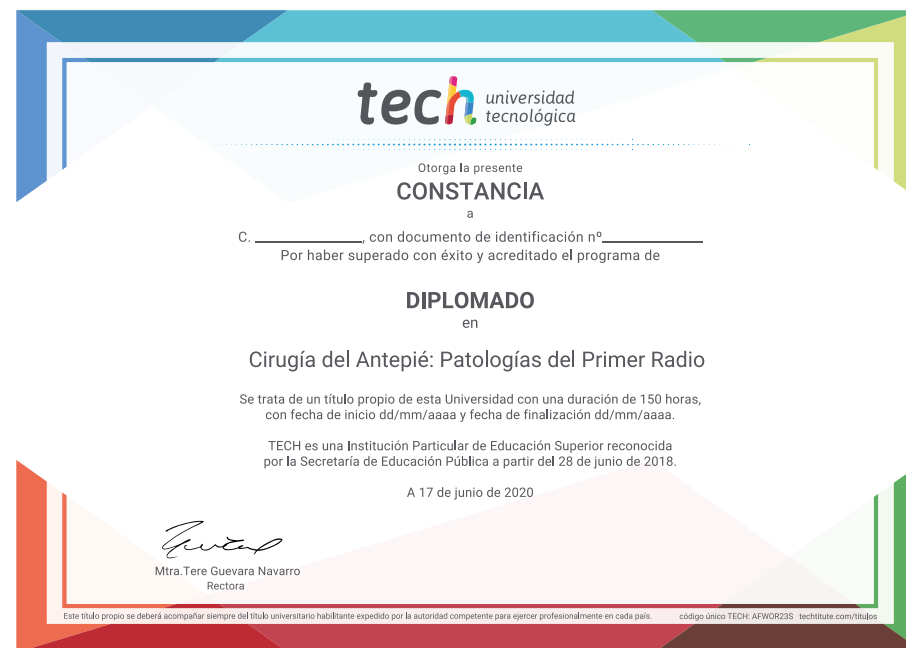 tech universidad
tecnológica
Otorga la presente
CONSTANCIA
a
C. ____________, con documento de identificación nº____________
Por haber superado con éxito y acreditado el programa de
DIPLOMADO
en
Cirugía del Antepié: Patologías del Primer Radio
Se trata de un título propio de esta Universidad con una duración de 150 horas,
con fecha de inicio dd/mm/aaaa y fecha de finalización dd/mm/aaaa.
TECH es una Institución Particular de Educación Superior reconocida
por la Secretaría de Educación Pública a partir del 28 de junio de 2018.
A 17 de junio de 2020
Mtra.Tere Guevara Navarro
Rectora
Este título propio se deberá acompañar siempre del título universitario habilitante expedido por la autoridad competente para ejercer profesionalmente en cada país. código único TECH: AFWOR23S techtitute.com/titulos